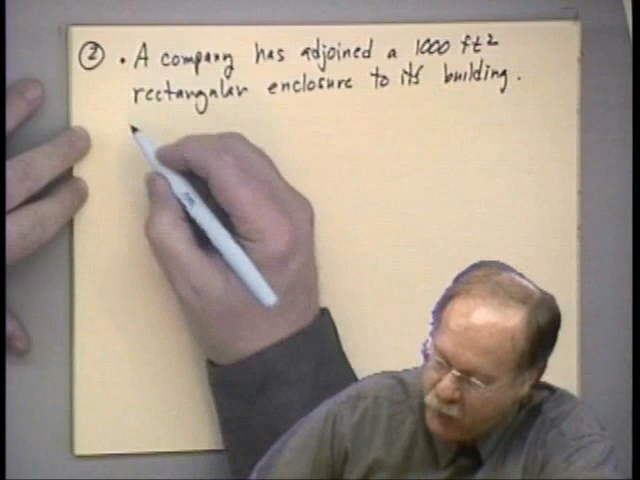 ② • A company has adjoined a 1000 ft²
rectangular enclosure to its building.